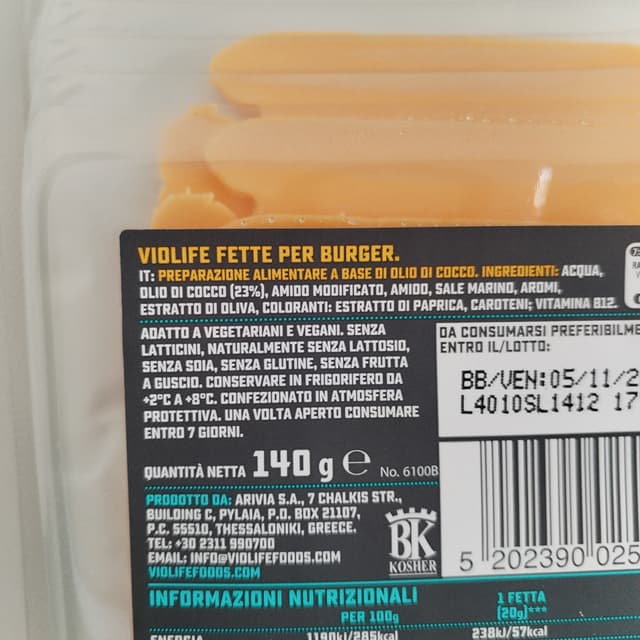 VIOLIFE FETTE PER BURGER.
IT: PREPARAZIONE ALIMENTARE A BASE DI OLIO DI COCCO. INGREDIENTI: ACQUA,
OLIO DI COCCO (23%), AMIDO MODIFICATO, AMIDO, SALE MARINO, AROMI,
ESTRATTO DI OLIVA, COLORANTI: ESTRATTO DI PAPRICA, CAROTENI; VITAMINA B12.
ADATTO A VEGETARIANI E VEGANI. SENZA
LATTICINI, NATURALMENTE SENZA LATTOSIO,
SENZA SOIA, SENZA GLUTINE, SENZA FRUTTA
A GUSCIO. CONSERVARE IN FRIGORIFERO DA
+2°C A +8°C. CONFEZIONATO IN ATMOSFERA
PROTETTIVA. UNA VOLTA APERTO CONSUMARE
ENTRO 7 GIORNI.
QUANTITÀ NETTA 140 g ℮ No. 6100B
DA CONSUMARSI PREFERIBILME
ENTRO IL/LOTTO:
BB/VEN:05/11/2
L4010SL1412 17
PRODOTTO DA: ARIVIA S.A., 7 CHALKIS STR.,
BUILDING C, PYLAIA, P.O. BOX 21107,
P.C. 55510, THESSALONIKI, GREECE.
TEL: +30 2311 990700
EMAIL: INFO@VIOLIFEFOODS.COM
VIOLIFEFOODS.COM
BK
KOSHER
5 202390 025
INFORMAZIONI NUTRIZIONALI
PER 100g
1 FETTA
(20g)***
ENERGIA 1190kJ/285kcal 238kJ/57kcal